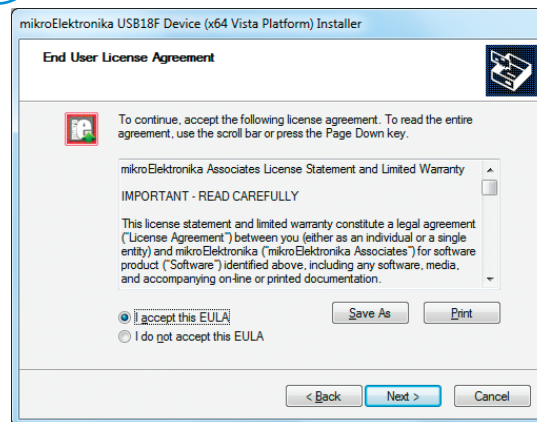 mikroElektronika USB18F Device (x64 Vista Platform) Installer
End User License Agreement
To continue, accept the following license agreement. To read the entire
agreement, use the scroll bar or press the Page Down key.
mikroElektronika Associates License Statement and Limited Warranty
IMPORTANT - READ CAREFULLY
This license statement and limited warranty constitute a legal agreement
("License Agreement") between you (either as an individual or a single
entity) and mikroElektronika ("mikroElektronika Associates") for software
product ("Software") identified above, including any software, media,
and accompanying on-line or printed documentation.
I accept this EULA
Save As
Print
I do not accept this EULA
< Back
Next >
Cancel